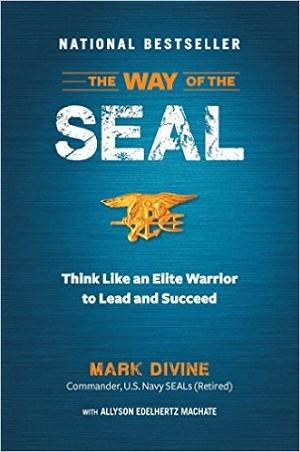 NATIONAL BESTSELLER
THE WAY OF THE
SEAL
Think Like an Elite Warrior
to Lead and Succeed
MARK DIVINE
Commander, U.S. Navy SEALs (Retired)
WITH ALLYSON EDELHERTZ MACHATE